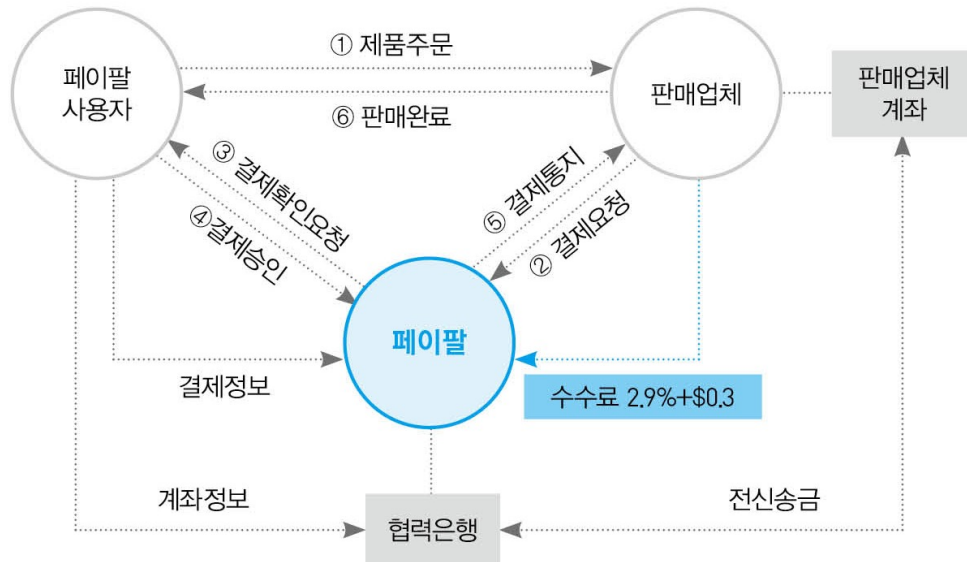 ① 제품주문
페이팔
사용자
판매업체
판매업체
계좌
⑥ 판매완료
③ 결제확인요청
④결제승인
⑤ 결제통지
② 결제요청
페이팔
결제정보
수수료 2.9%+$0.3
계좌정보
전신송금
협력은행